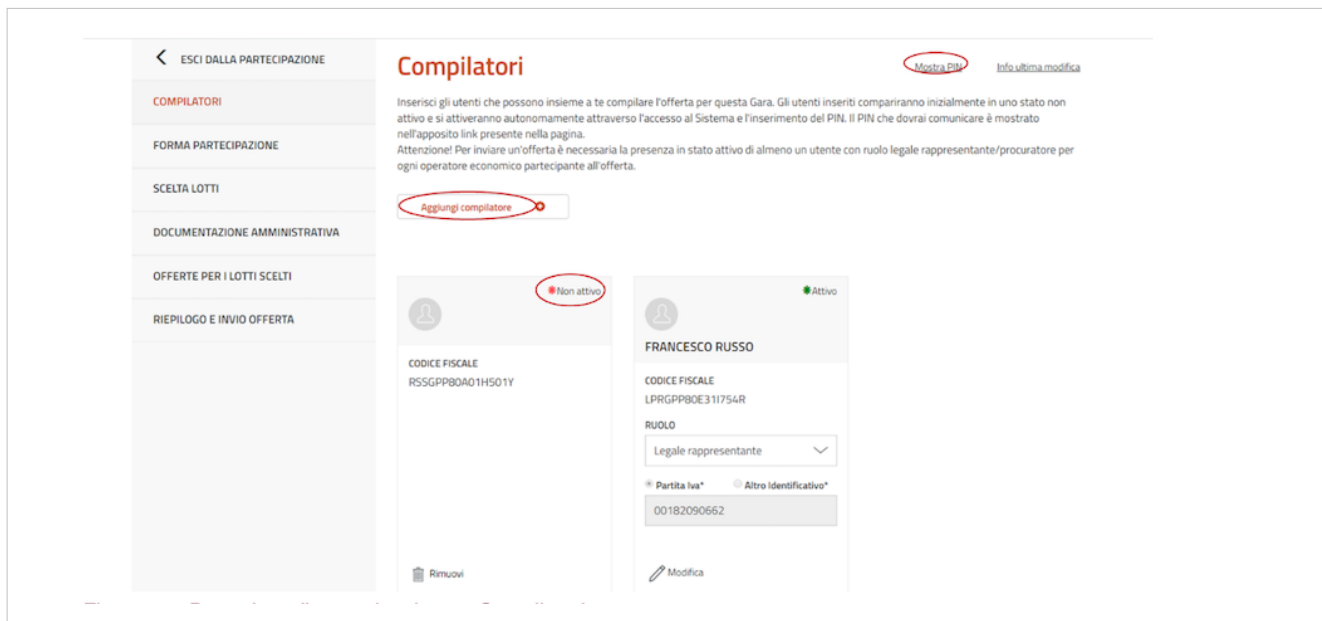 ESCI DALLA PARTECIPAZIONE
COMPILATORI
FORMA PARTECIPAZIONE
SCELTA LOTTI
DOCUMENTAZIONE AMMINISTRATIVA
OFFERTE PER I LOTTI SCELTI
RIEPILOGO E INVIO OFFERTA
Compilatori
Mostra PIN
Info ultima modifica
Inserisci gli utenti che possono insieme a te compilare l'offerta per questa Gara. Gli utenti inseriti compariranno inizialmente in uno stato non
attivo e si attiveranno autonomamente attraverso l'accesso al Sistema e l'inserimento del PIN. Il PIN che dovrai comunicare è mostrato
nell'apposito link presente nella pagina.
Attenzione! Per inviare un'offerta è necessaria la presenza in stato attivo di almeno un utente con ruolo legale rappresentante/procuratore per
ogni operatore economico partecipante all'offerta.
Aggiungi compilatore
Non attivo
CODICE FISCALE
RSSGPP80A01H501Y
Rimuovi
Attivo
FRANCESCO RUSSO
CODICE FISCALE
LPRGPP80E31I754R
RUOLO
Legale rappresentante
Partita Iva* Altro Identificativo*
00182090662
Modifica